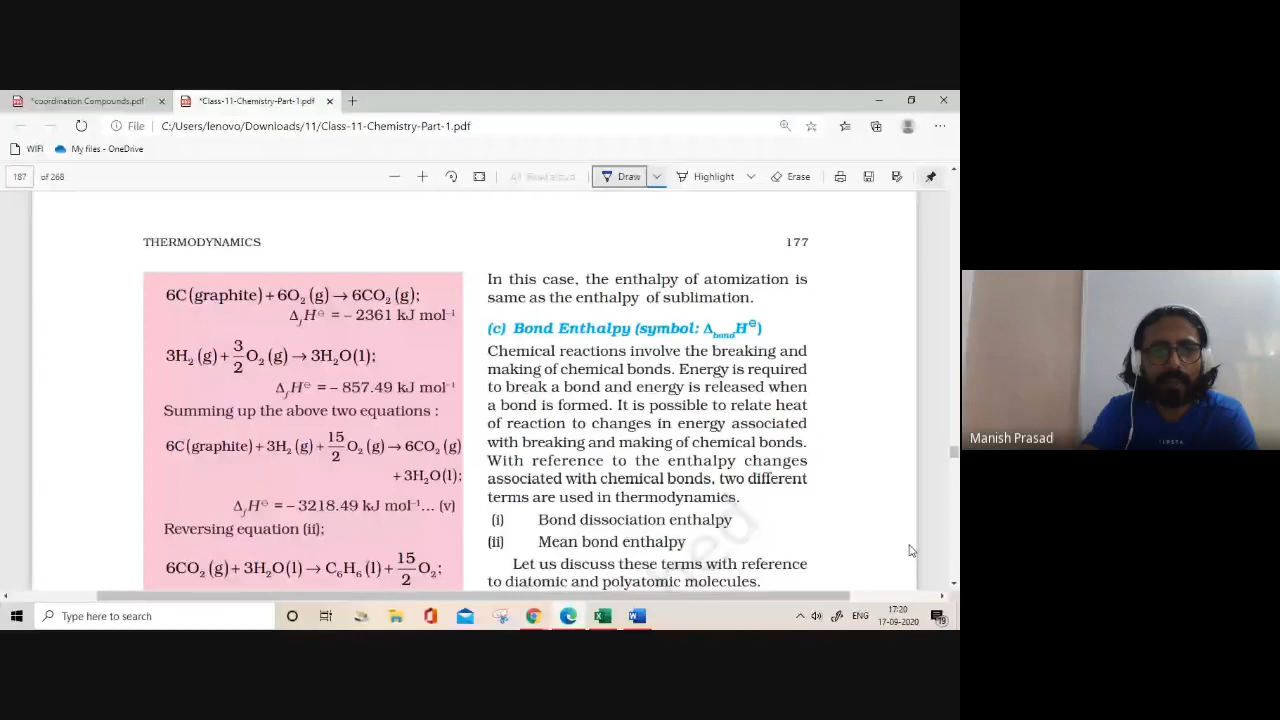 *coordination Compounds.pdf
*Class-11-Chemistry-Part-1.pdf
File
C:/Users/lenovo/Downloads/11/Class-11-Chemistry-Part-1.pdf
WIFI
My files - OneDrive
187 of 268
Draw
Highlight
Erase
THERMODYNAMICS
177
6C(graphite) + 6O₂(g) → 6CO₂(g);
Δ_fH⊖ = – 2361 kJ mol⁻¹
3H₂(g) + 3/2 O₂(g) → 3H₂O(l);
Δ_fH⊖ = – 857.49 kJ mol⁻¹
Summing up the above two equations :
6C(graphite) + 3H₂(g) + 15/2 O₂(g) → 6CO₂(g)
+ 3H₂O(l);
Δ_fH⊖ = – 3218.49 kJ mol⁻¹... (v)
Reversing equation (ii);
6CO₂(g) + 3H₂O(l) → C₆H₆(l) + 15/2 O₂;
In this case, the enthalpy of atomization is
same as the enthalpy of sublimation.
(c) Bond Enthalpy (symbol: Δ_bondH⊖)
Chemical reactions involve the breaking and
making of chemical bonds. Energy is required
to break a bond and energy is released when
a bond is formed. It is possible to relate heat
of reaction to changes in energy associated
with breaking and making of chemical bonds.
With reference to the enthalpy changes
associated with chemical bonds, two different
terms are used in thermodynamics.
(i) Bond dissociation enthalpy
(ii) Mean bond enthalpy
Let us discuss these terms with reference
to diatomic and polyatomic molecules.
Manish Prasad
Type here to search
ENG
17:20
17-09-2020
19